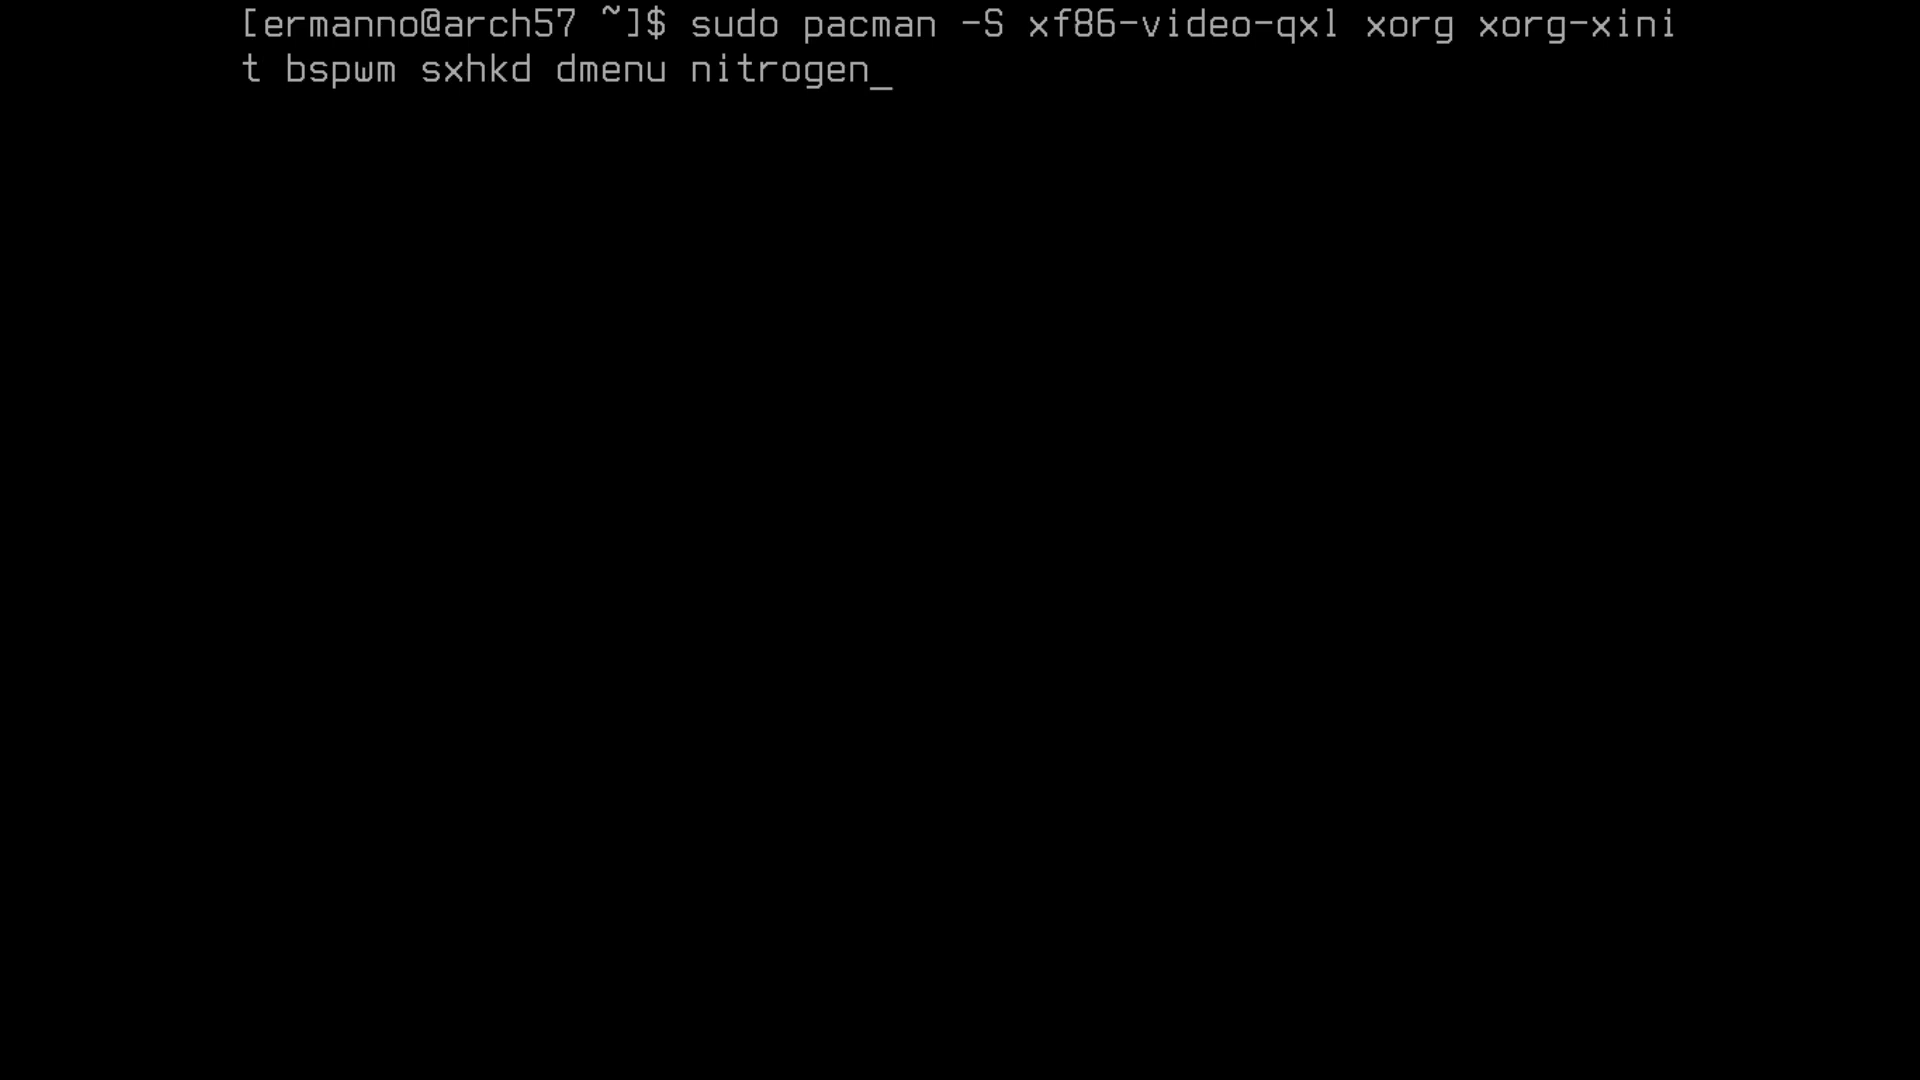 [ermanno@arch57 ~]$ sudo pacman -S xf86-video-qxl xorg xorg-xini
t bspwm sxhkd dmenu nitrogen_